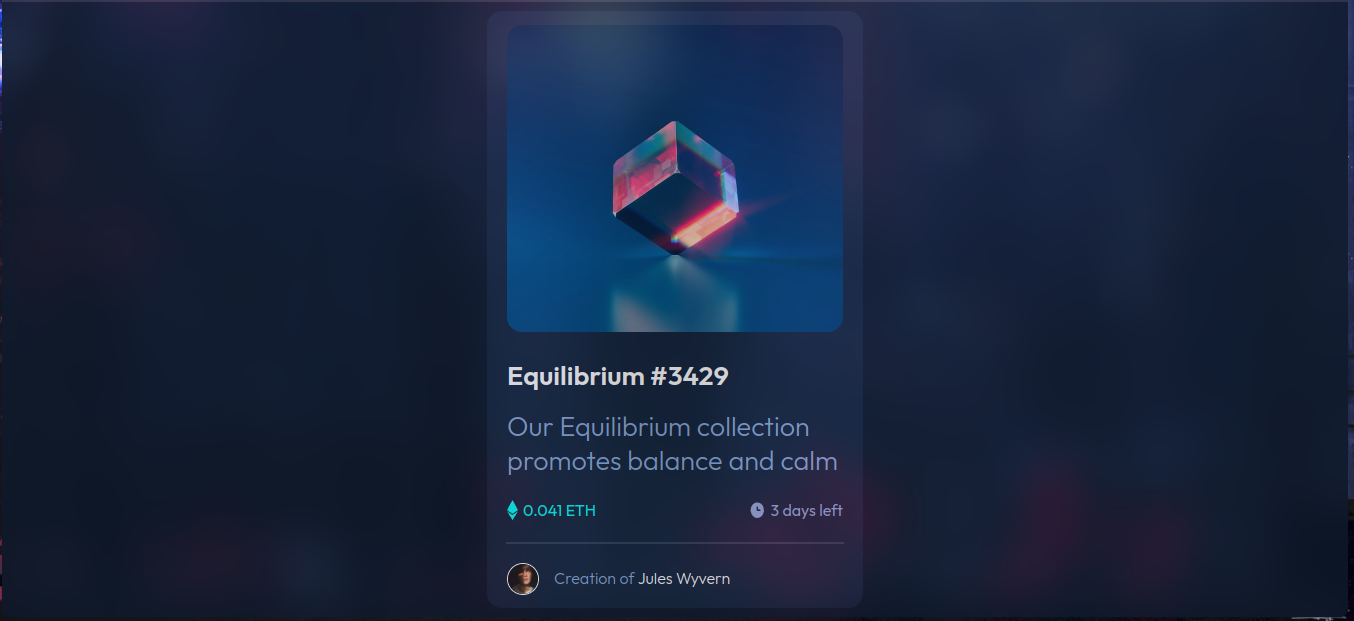 Equilibrium #3429
Our Equilibrium collection
promotes balance and calm
0.041 ETH
3 days left
Creation of Jules Wyvern